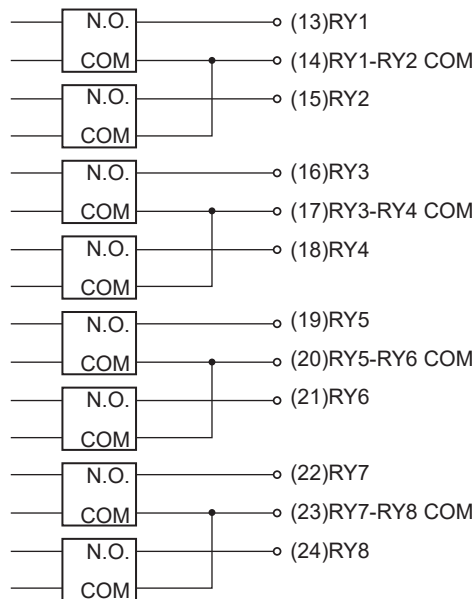 N.O. (13)RY1
COM (14)RY1-RY2 COM
N.O. (15)RY2
COM
N.O. (16)RY3
COM (17)RY3-RY4 COM
N.O. (18)RY4
COM
N.O. (19)RY5
COM (20)RY5-RY6 COM
N.O. (21)RY6
COM
N.O. (22)RY7
COM (23)RY7-RY8 COM
N.O. (24)RY8
COM